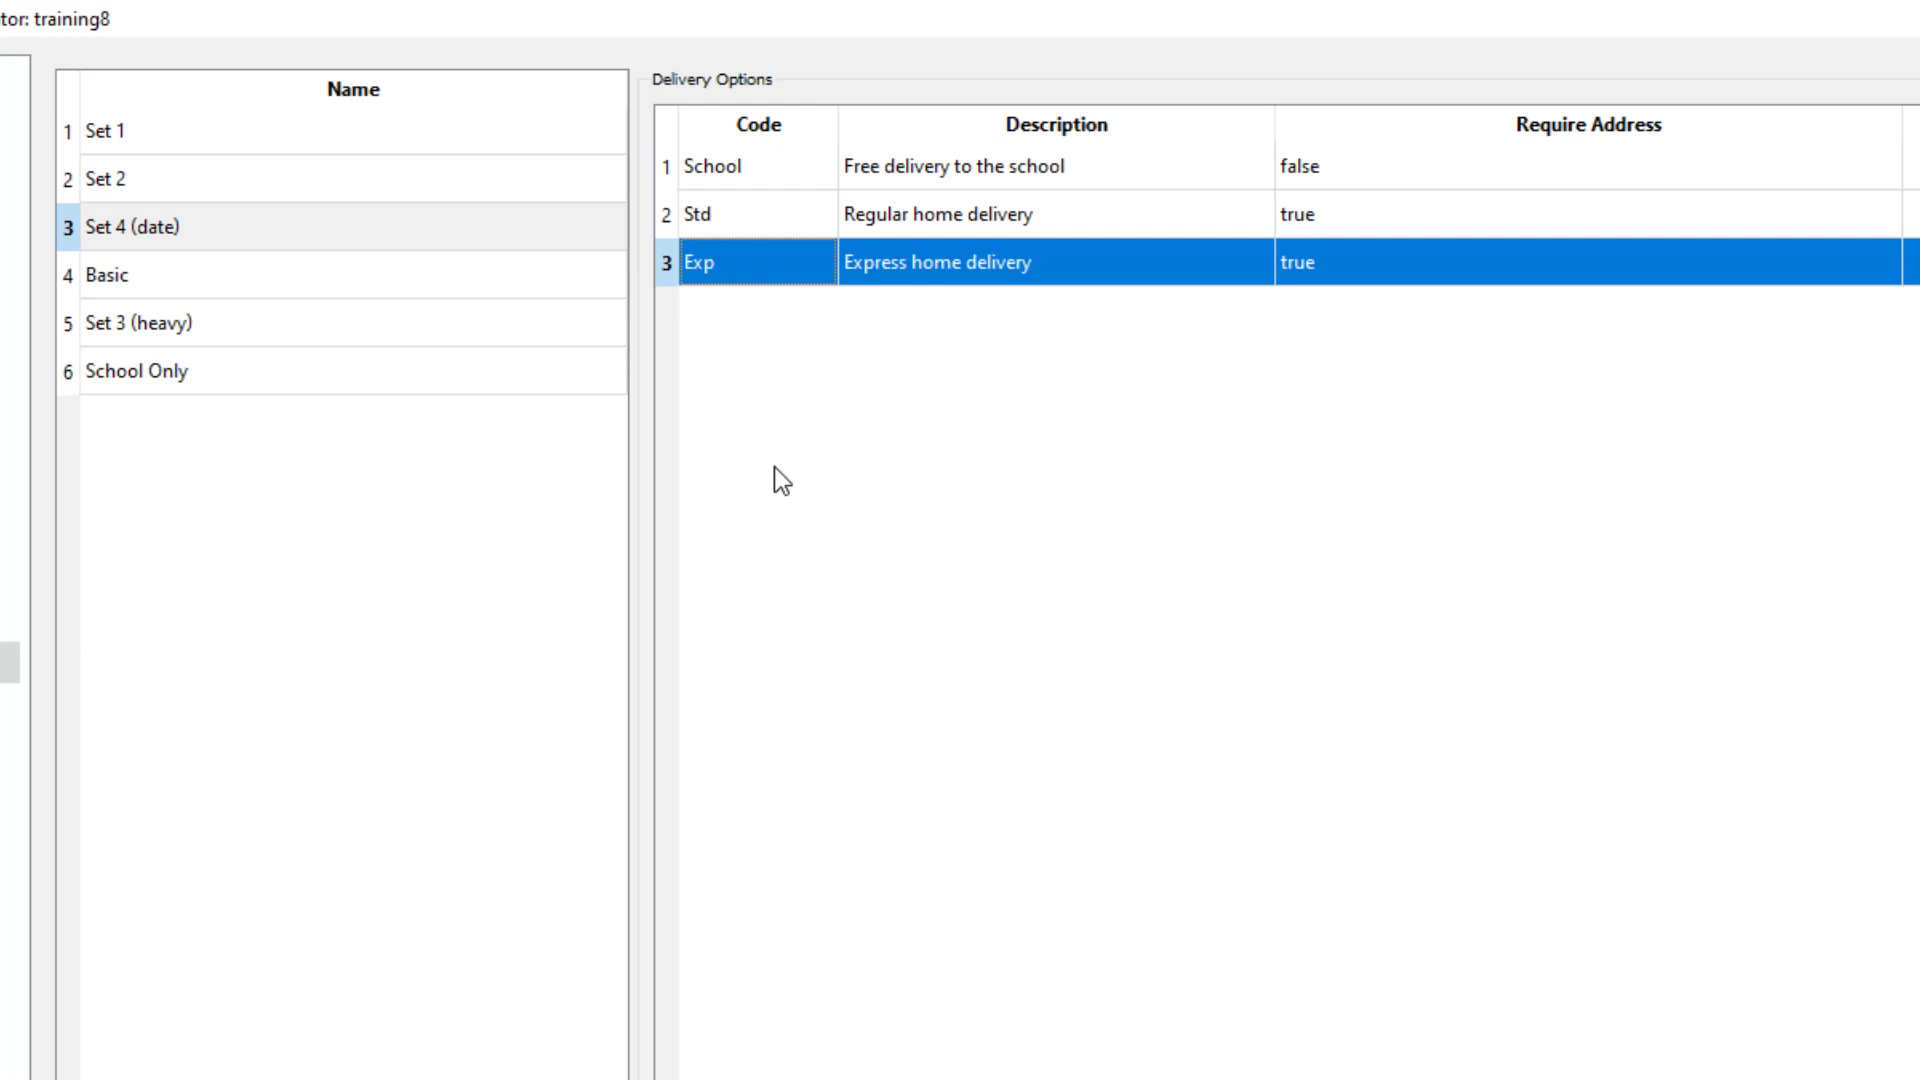 tor: training8
Name
1 Set 1
2 Set 2
3 Set 4 (date)
4 Basic
5 Set 3 (heavy)
6 School Only
Delivery Options
Code Description Require Address
1 School Free delivery to the school false
2 Std Regular home delivery true
3 Exp Express home delivery true